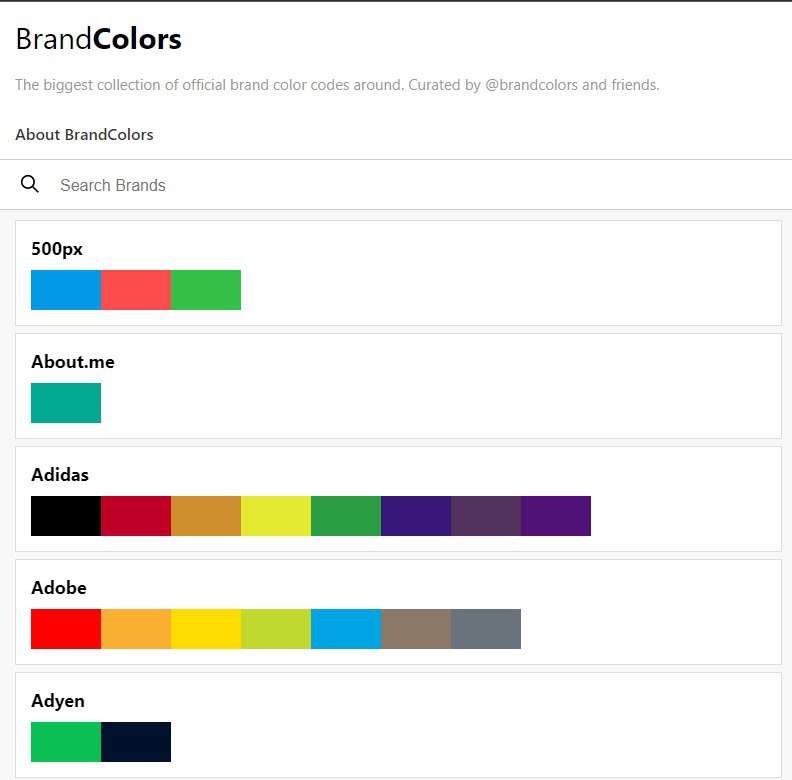 BrandColors
The biggest collection of official brand color codes around. Curated by @brandcolors and friends.
About BrandColors
Search Brands
500px
About.me
Adidas
Adobe
Adyen